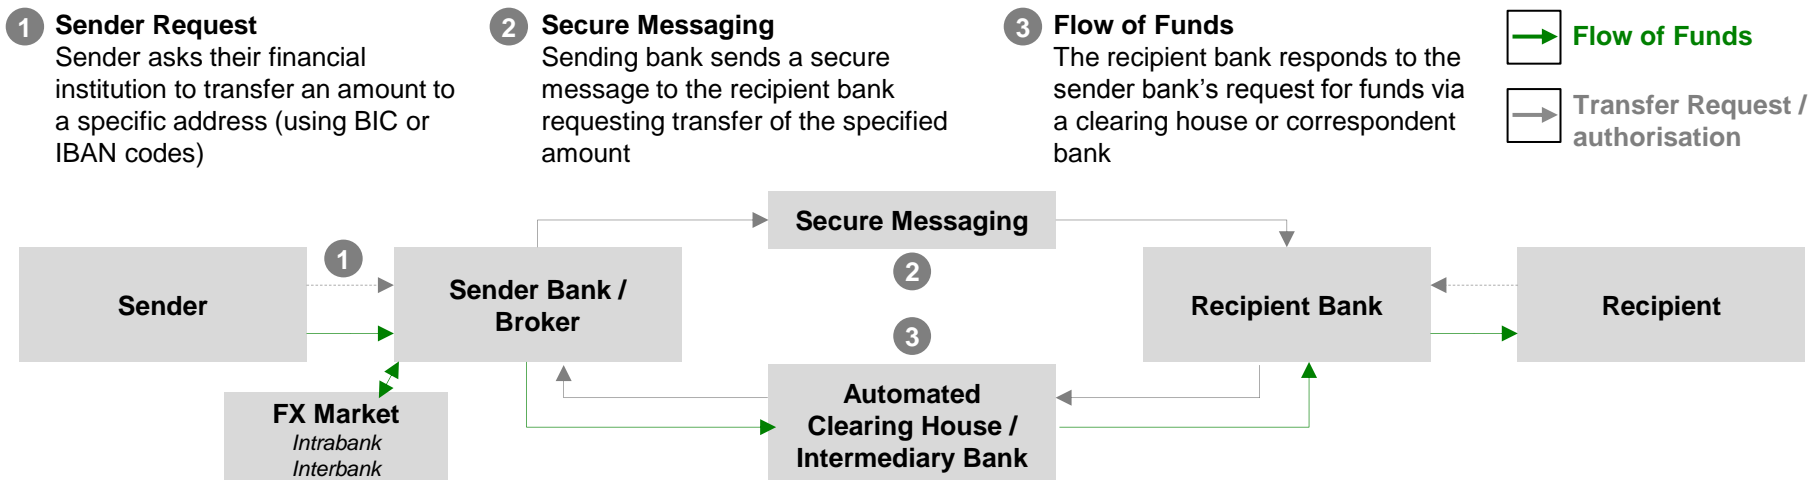 1 Sender Request
Sender asks their financial
institution to transfer an amount to
a specific address (using BIC or
IBAN codes)
2 Secure Messaging
Sending bank sends a secure
message to the recipient bank
requesting transfer of the specified
amount
3 Flow of Funds
The recipient bank responds to the
sender bank’s request for funds via
a clearing house or correspondent
bank
Flow of Funds
Transfer Request /
authorisation
Secure Messaging
1
2
Sender
Sender Bank /
Broker
Recipient Bank
Recipient
3
FX Market
Intrabank
Interbank
Automated
Clearing House /
Intermediary Bank